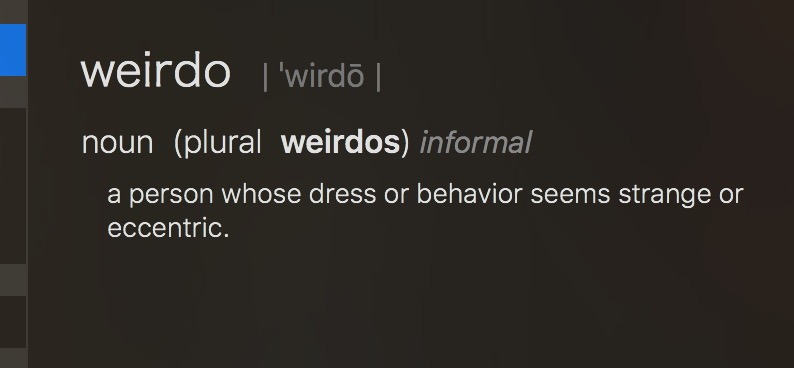 weirdo | ˈwirdō |
noun (plural weirdos) informal
a person whose dress or behavior seems strange or
eccentric.